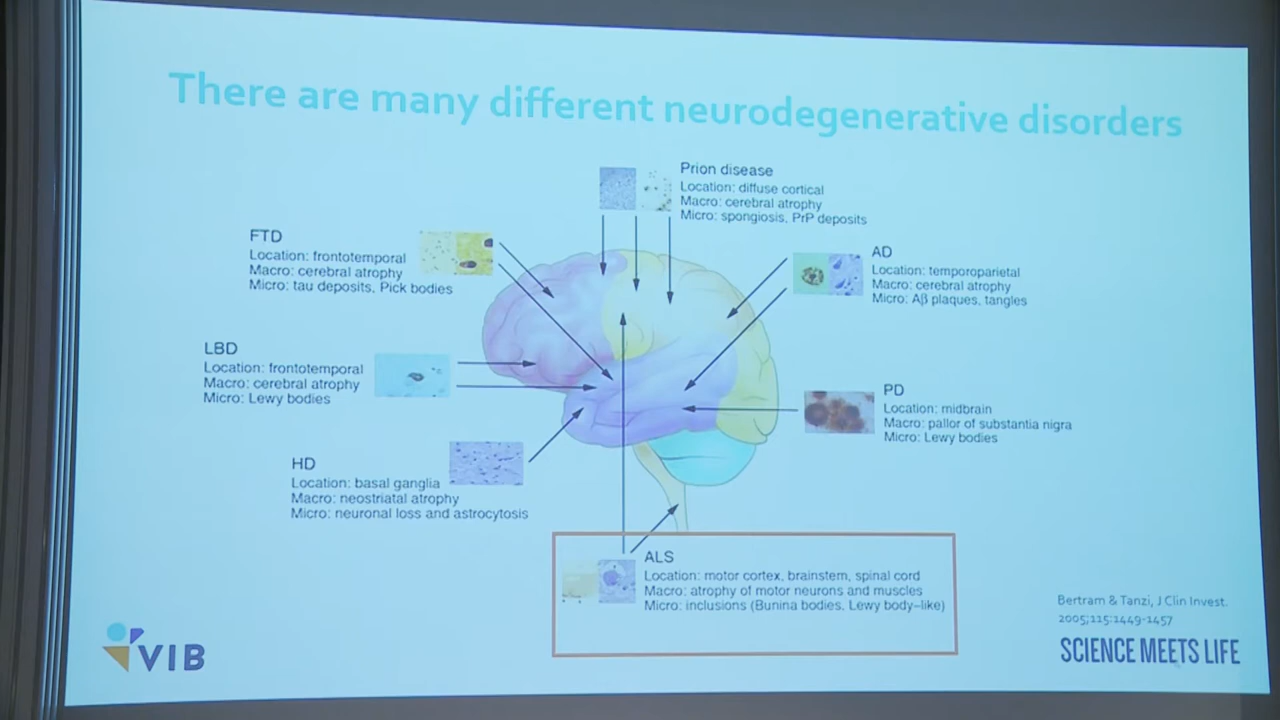 There are many different neurodegenerative disorders
Prion disease
Location: diffuse cortical
Macro: cerebral atrophy
Micro: spongiosis, PrP deposits
FTD
Location: frontotemporal
Macro: cerebral atrophy
Micro: tau deposits, Pick bodies
AD
Location: temporoparietal
Macro: cerebral atrophy
Micro: Aβ plaques, tangles
LBD
Location: frontotemporal
Macro: cerebral atrophy
Micro: Lewy bodies
PD
Location: midbrain
Macro: pallor of substantia nigra
Micro: Lewy bodies
HD
Location: basal ganglia
Macro: neostriatal atrophy
Micro: neuronal loss and astrocytosis
ALS
Location: motor cortex, brainstem, spinal cord
Macro: atrophy of motor neurons and muscles
Micro: inclusions (Bunina bodies, Lewy body–like)
Bertram & Tanzi, J Clin Invest.
2005;115:1449-1457
VIB
SCIENCE MEETS LIFE